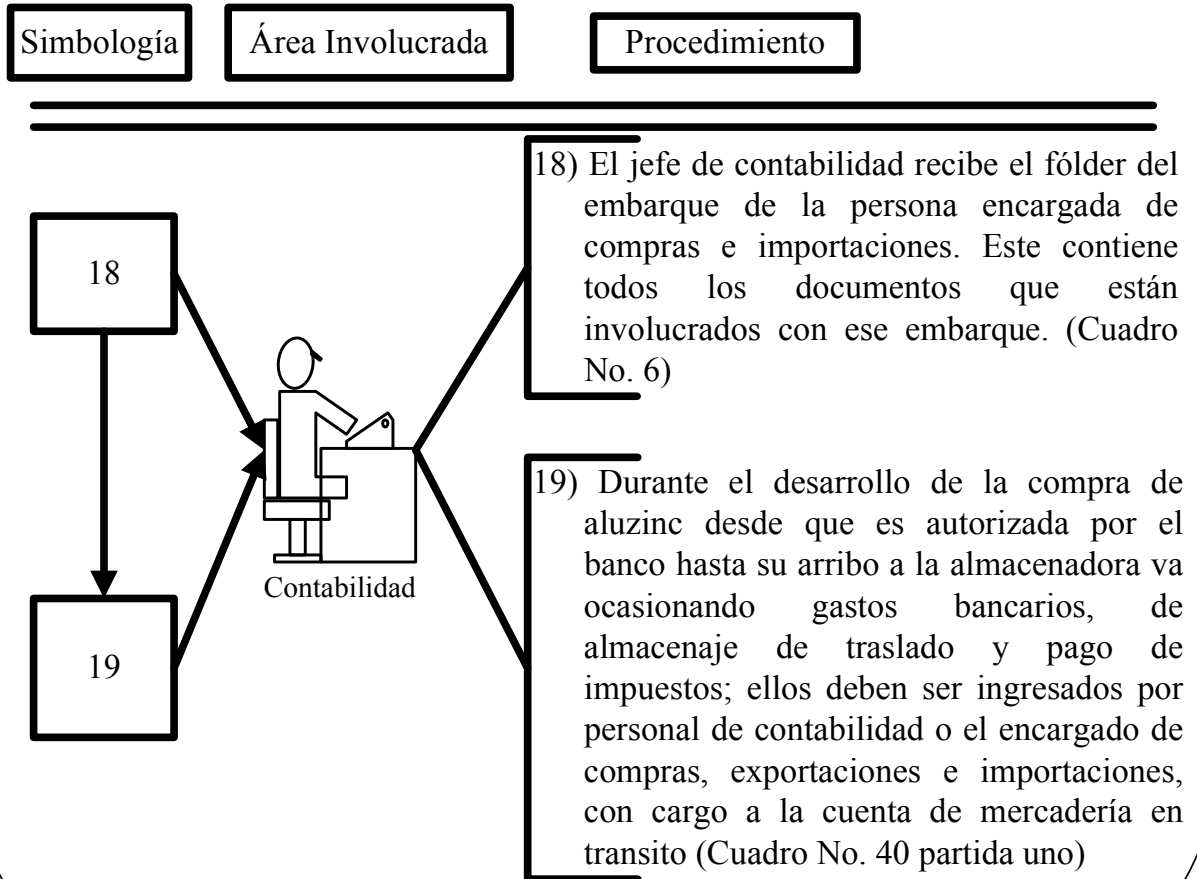 Simbología
Área Involucrada
Procedimiento
18
19
Contabilidad
18) El jefe de contabilidad recibe el fólder del
embarque de la persona encargada de
compras e importaciones. Este contiene
todos los documentos que están
involucrados con ese embarque. (Cuadro
No. 6)
19) Durante el desarrollo de la compra de
aluzinc desde que es autorizada por el
banco hasta su arribo a la almacenadora va
ocasionando gastos bancarios, de
almacenaje de traslado y pago de
impuestos; ellos deben ser ingresados por
personal de contabilidad o el encargado de
compras, exportaciones e importaciones,
con cargo a la cuenta de mercadería en
transito (Cuadro No. 40 partida uno)